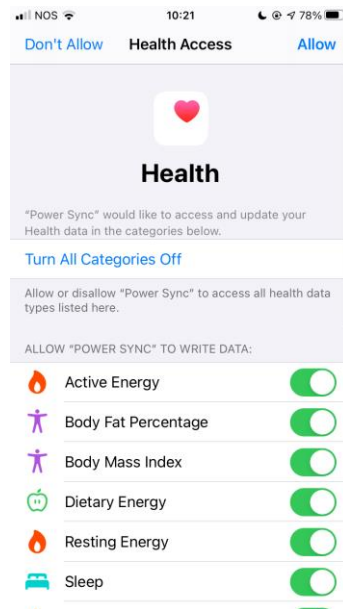 NOS 10:21 78%
Don't Allow Health Access Allow
Health
"Power Sync" would like to access and update your
Health data in the categories below.
Turn All Categories Off
Allow or disallow "Power Sync" to access all health data
types listed here.
ALLOW "POWER SYNC" TO WRITE DATA:
Active Energy
Body Fat Percentage
Body Mass Index
Dietary Energy
Resting Energy
Sleep